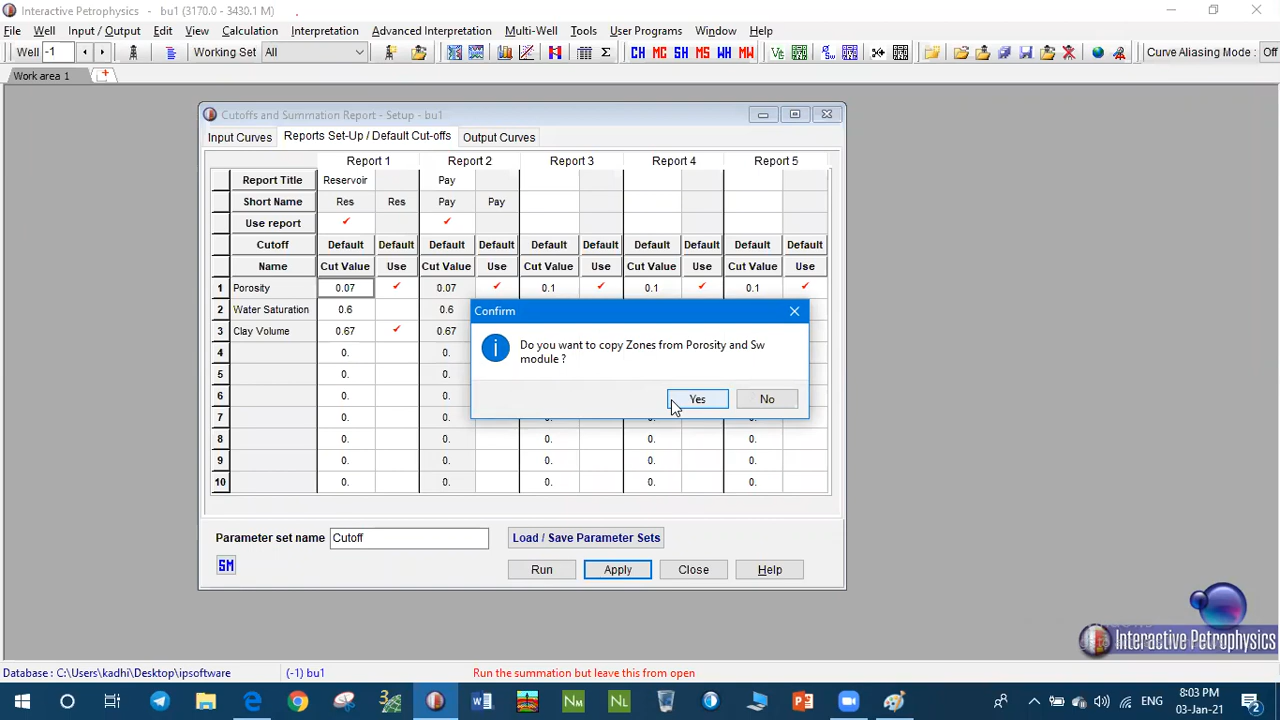 Interactive Petrophysics - bu1 (3170.0 - 3430.1 M)
File Well Input / Output Edit View Calculation Interpretation Advanced Interpretation Multi-Well Tools User Programs Window Help
Well -1 Working Set All CH MC SH MS WH MW Curve Aliasing Mode : Off
Work area 1
Cutoffs and Summation Report - Setup - bu1
Input Curves Reports Set-Up / Default Cut-offs Output Curves
Report 1 Report 2 Report 3 Report 4 Report 5
Report Title Reservoir Pay
Short Name Res Res Pay Pay
Use report
Cutoff Default Default Default Default Default Default Default Default Default Default
Name Cut Value Use Cut Value Use Cut Value Use Cut Value Use Cut Value Use
1 Porosity 0.07 0.07 0.1 0.1 0.1
2 Water Saturation 0.6 0.6
3 Clay Volume 0.67 0.67
4 0. 0.
5 0. 0.
6 0. 0.
7 0. 0. 0. 0. 0.
8 0. 0. 0. 0. 0.
9 0. 0. 0. 0. 0.
10 0. 0. 0. 0. 0.
Confirm
Do you want to copy Zones from Porosity and Sw
module ?
Yes No
Parameter set name Cutoff Load / Save Parameter Sets
SM
Run Apply Close Help
Interactive Petrophysics
Database : C:\Users\kadhi\Desktop\ipsoftware (-1) bu1 Run the summation but leave this from open
ENG 8:03 PM
03-Jan-21 2